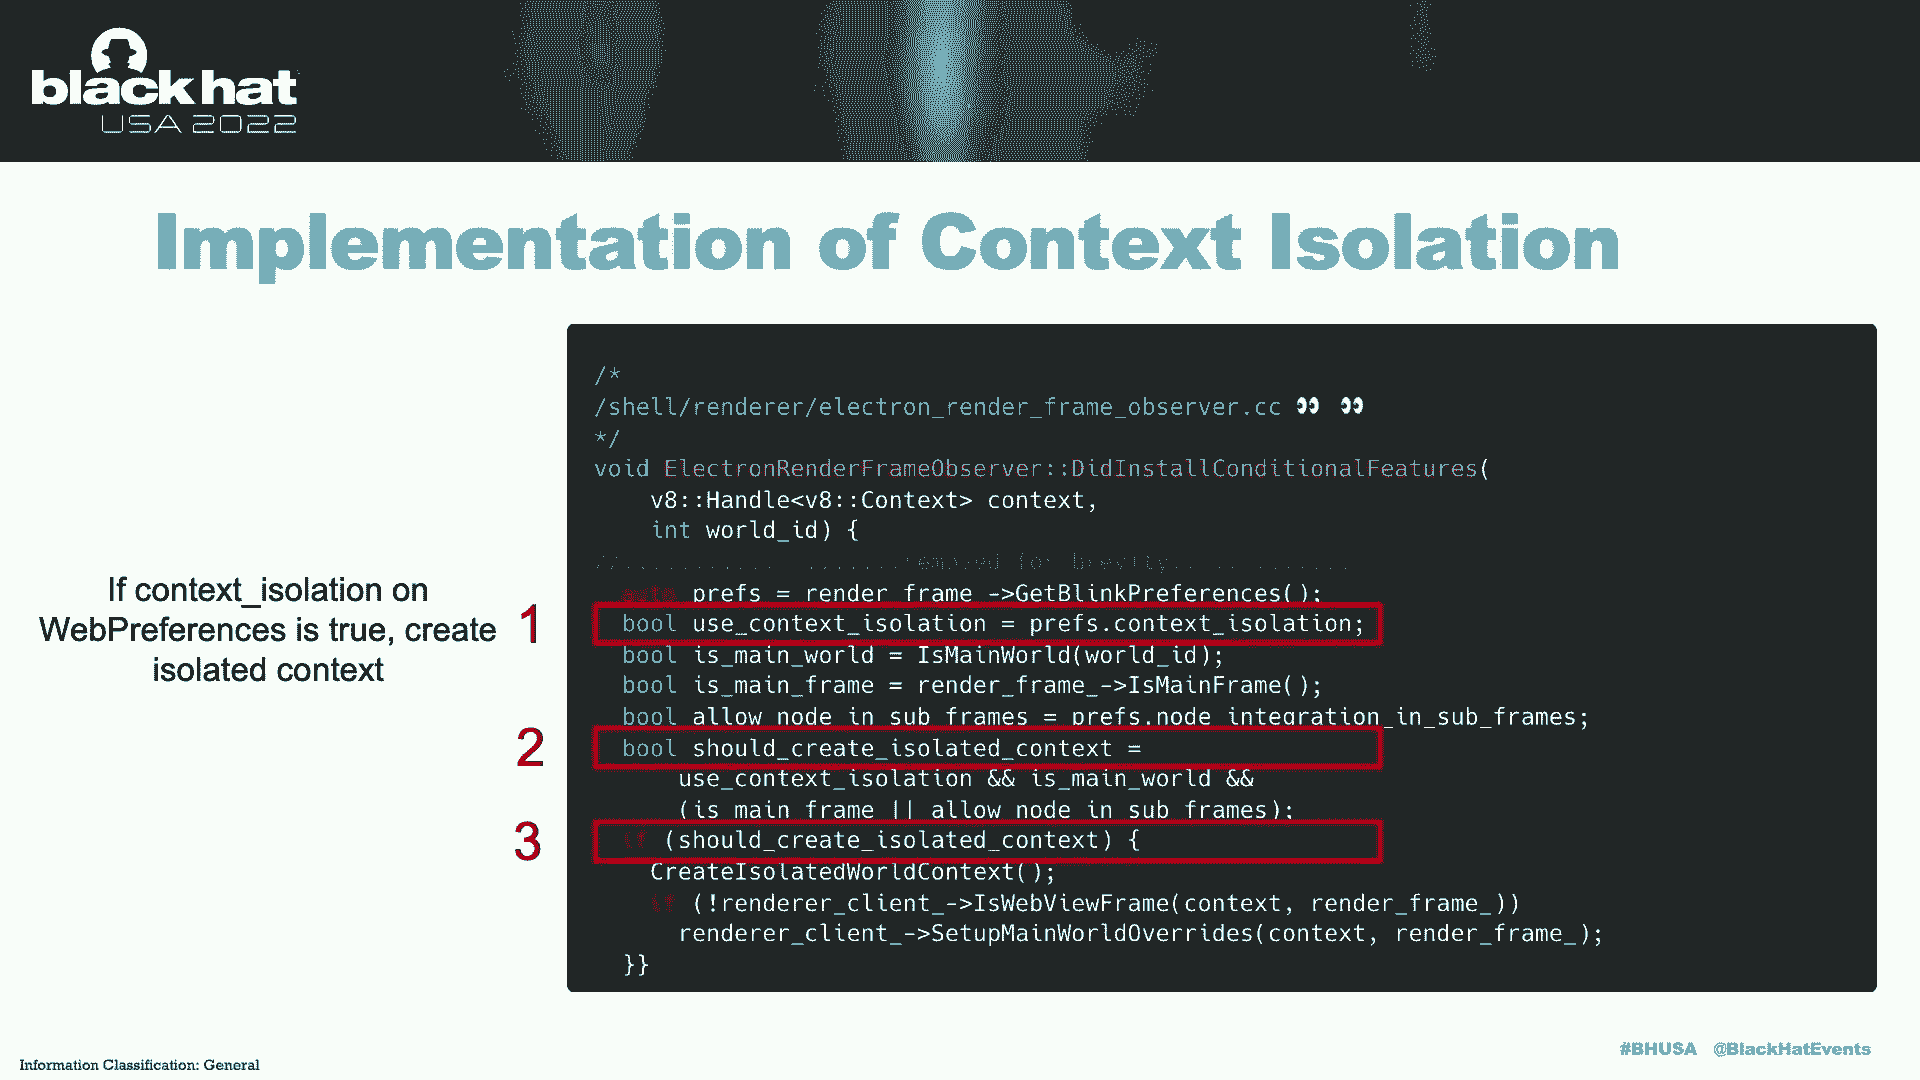 black hat
USA 2022
Implementation of Context Isolation
If context_isolation on
WebPreferences is true, create
isolated context
1
2
3
/*
/shell/renderer/electron_render_frame_observer.cc 👀 👀
*/
void ElectronRenderFrameObserver::DidInstallConditionalFeatures(
v8::Handle<v8::Context> context,
int world_id) {
removed for brevity
auto prefs = render_frame_->GetBlinkPreferences();
bool use_context_isolation = prefs.context_isolation;
bool is_main_world = IsMainWorld(world_id);
bool is_main_frame = render_frame_->IsMainFrame();
bool allow_node_in_sub_frames = prefs.node_integration_in_sub_frames;
bool should_create_isolated_context =
use_context_isolation && is_main_world &&
(is_main_frame || allow_node_in_sub_frames);
if (should_create_isolated_context) {
CreateIsolatedWorldContext();
if (!renderer_client_->IsWebViewFrame(context, render_frame_))
renderer_client_->SetupMainWorldOverrides(context, render_frame_);
}}
Information Classification: General
#BHUSA @BlackHatEvents